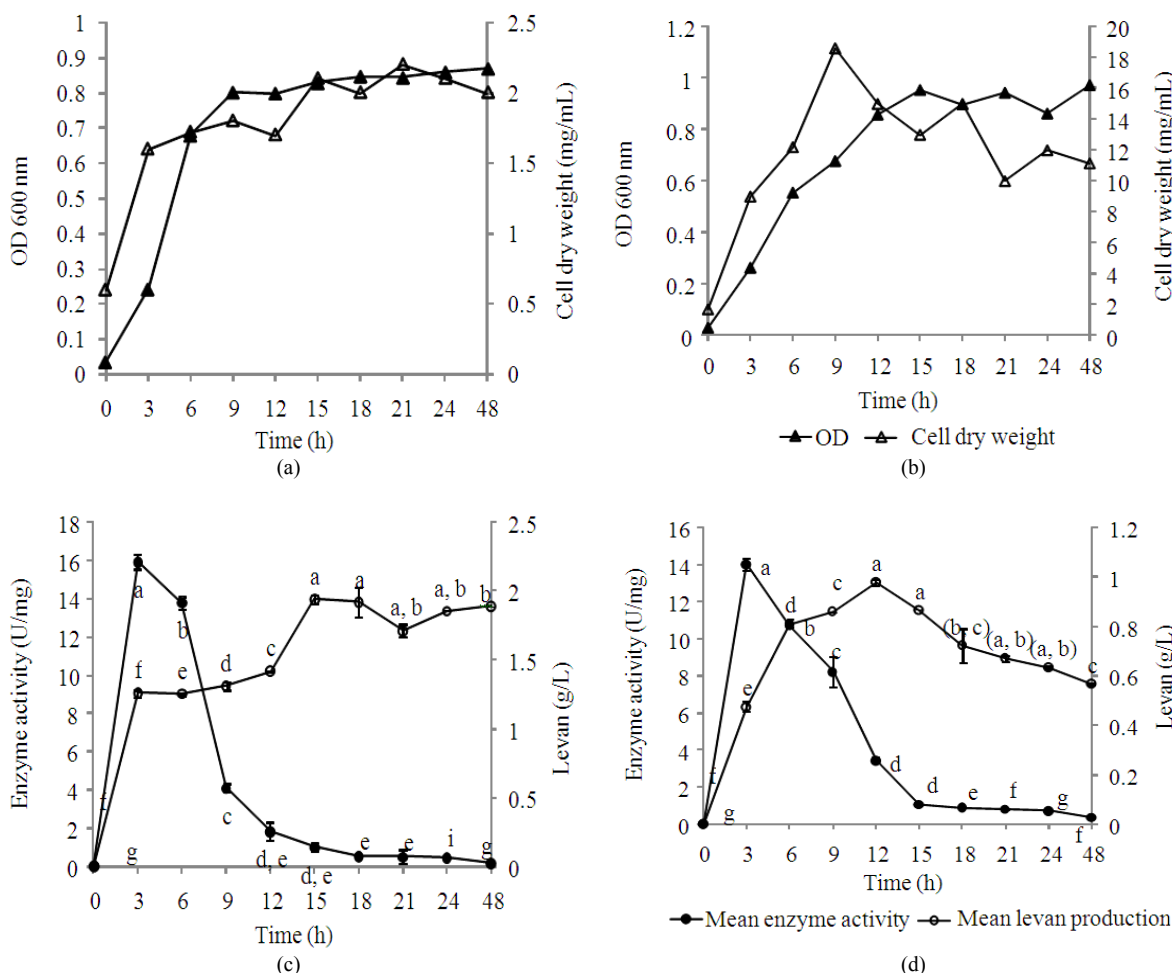 1
0.9
0.8
0.7
0.6
0.5
0.4
0.3
0.2
0.1
0
OD 600 nm
2.5
2
1.5
1
0.5
0
Cell dry weight (mg/mL)
0 3 6 9 12 15 18 21 24 48
Time (h)
(a)
1.2
1
0.8
0.6
0.4
0.2
0
OD 600 nm
20
18
16
14
12
10
8
6
4
2
0
Cell dry weight (mg/mL)
0 3 6 9 12 15 18 21 24 48
Time (h)
OD Cell dry weight
(b)
18
16
14
12
10
8
6
4
2
0
Enzyme activity (U/mg)
2.5
2
1.5
1
0.5
0
Levan (g/L)
f e d c a a a, b a, b b
a b c d, e d, e e e i g
f
g
0 3 6 9 12 15 18 21 24 48
Time (h)
(c)
16
14
12
10
8
6
4
2
0
Enzyme activity (U/mg)
1.2
1
0.8
0.6
0.4
0.2
0
Levan (g/L)
e d c a a (b, c) (a, b) (a, b) c
a b c d d e f g f
f
g
0 3 6 9 12 15 18 21 24 48
Time (h)
Mean enzyme activity Mean levan production
(d)